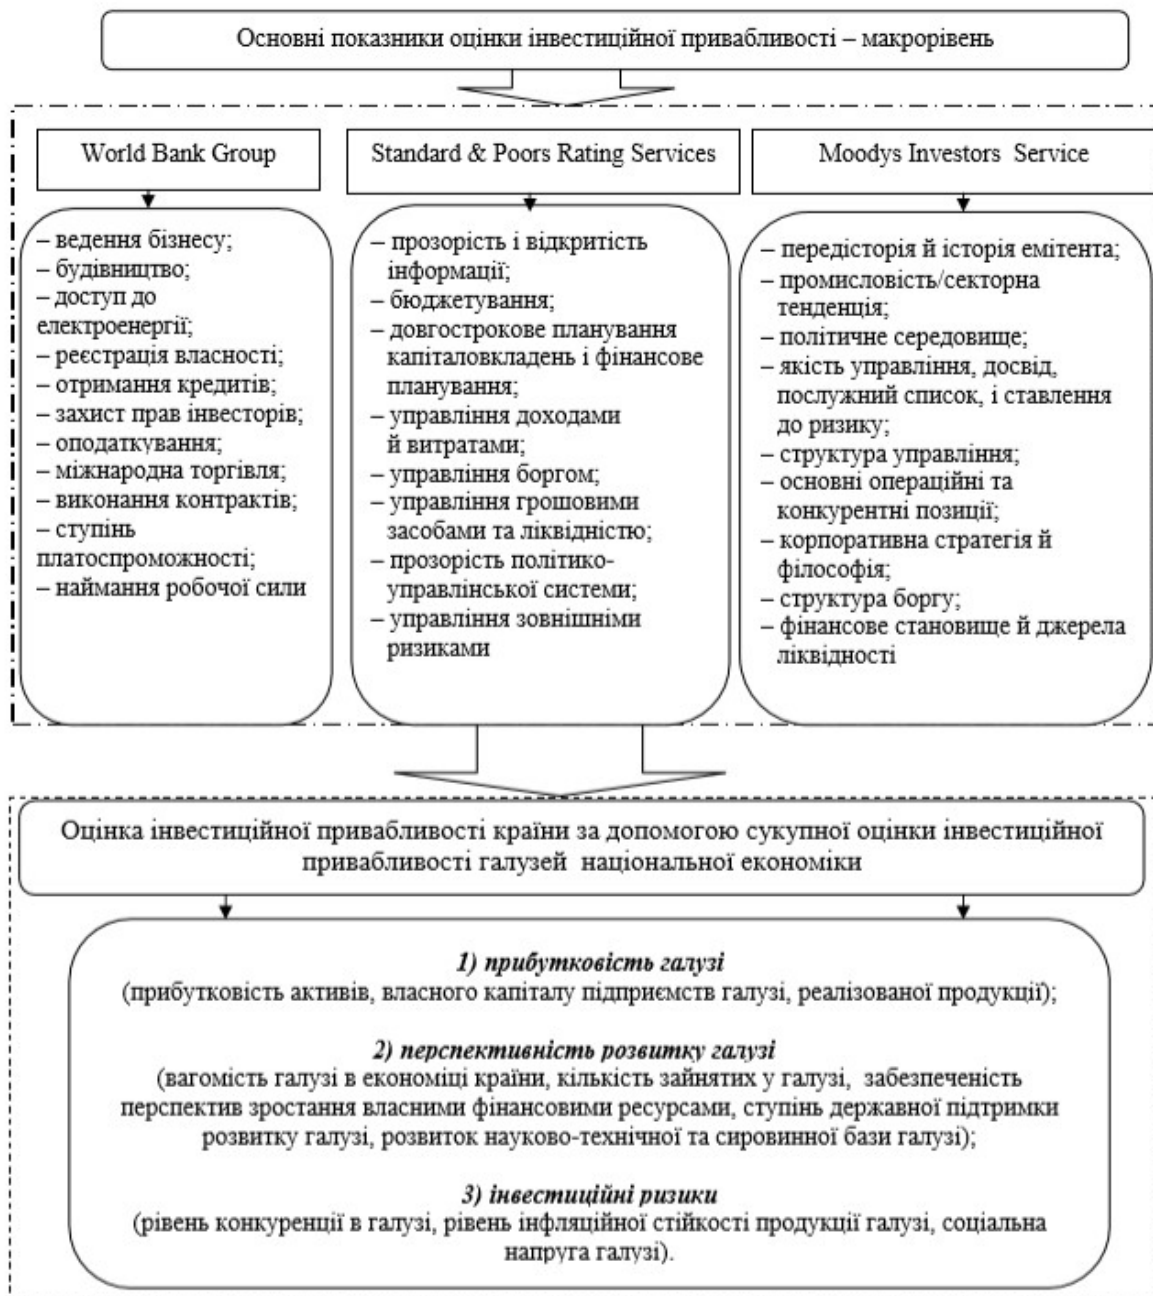 Основні показники оцінки інвестиційної привабливості – макрорівень
World Bank Group
– ведення бізнесу;
– будівництво;
– доступ до
електроенергії;
– реєстрація власності;
– отримання кредитів;
– захист прав інвесторів;
– оподаткування;
– міжнародна торгівля;
– виконання контрактів;
– ступінь
платоспроможності;
– наймання робочої сили
Standard & Poors Rating Services
– прозорість і відкритість
інформації;
– бюджетування;
– довгострокове планування
капіталовкладень і фінансове
планування;
– управління доходами
й витратами;
– управління боргом;
– управління грошовими
засобами та ліквідністю;
– прозорість політико-
управлінської системи;
– управління зовнішніми
ризиками
Moodys Investors Service
– передісторія й історія емітента;
– промисловість/секторна
тенденція;
– політичне середовище;
– якість управління, досвід,
послужний список, і ставлення
до ризику;
– структура управління;
– основні операційні та
конкурентні позиції;
– корпоративна стратегія й
філософія;
– структура боргу;
– фінансове становище й джерела
ліквідності
Оцінка інвестиційної привабливості країни за допомогою сукупної оцінки інвестиційної
привабливості галузей національної економіки
1) прибутковість галузі
(прибутковість активів, власного капіталу підприємств галузі, реалізованої продукції);
2) перспективність розвитку галузі
(вагомість галузі в економіці країни, кількість зайнятих у галузі, забезпеченість
перспектив зростання власними фінансовими ресурсами, ступінь державної підтримки
розвитку галузі, розвиток науково-технічної та сировинної бази галузі);
3) інвестиційні ризики
(рівень конкуренції в галузі, рівень інфляційної стійкості продукції галузі, соціальна
напруга галузі).